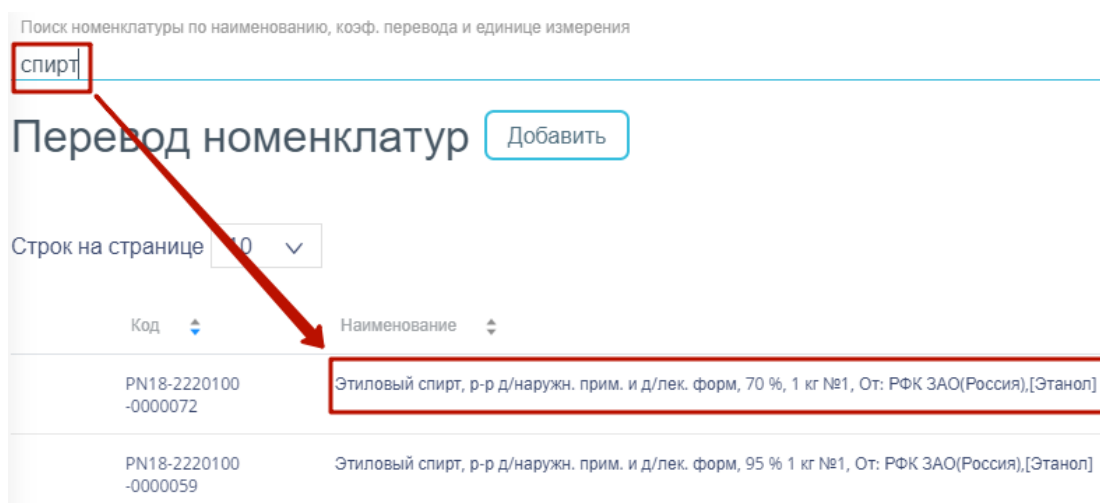 Поиск номенклатуры по наименованию, коэф. перевода и единице измерения
спирт
Перевод номенклатур Добавить
Строк на странице 10
Код Наименование
PN18-2220100 Этиловый спирт, р-р д/наружн. прим. и д/лек. форм, 70 %, 1 кг №1, От: РФК ЗАО(Россия),[Этанол]
-0000072
PN18-2220100 Этиловый спирт, р-р д/наружн. прим. и д/лек. форм, 95 % 1 кг №1, От: РФК ЗАО(Россия),[Этанол]
-0000059